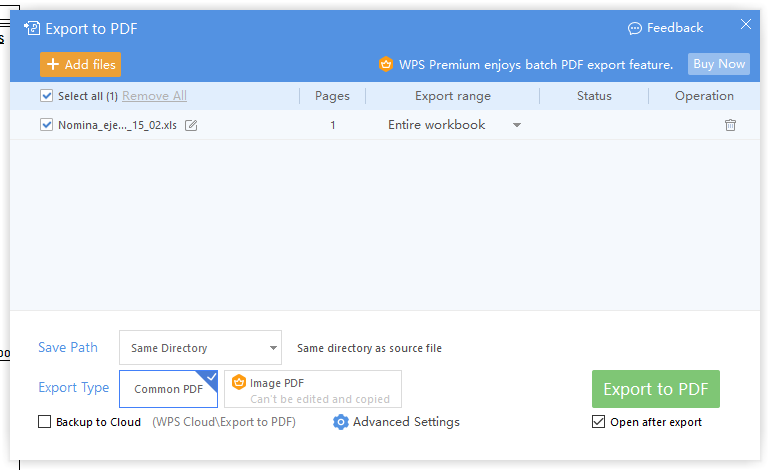 Export to PDF
Feedback
Add files
WPS Premium enjoys batch PDF export feature.
Buy Now
Select all (1) Remove All
Pages
Export range
Status
Operation
Nomina_eje..._15_02.xls
1
Entire workbook
Save Path
Same Directory
Same directory as source file
Export Type
Common PDF
Image PDF
Can't be edited and copied
Export to PDF
Backup to Cloud
(WPS Cloud\Export to PDF)
Advanced Settings
Open after export